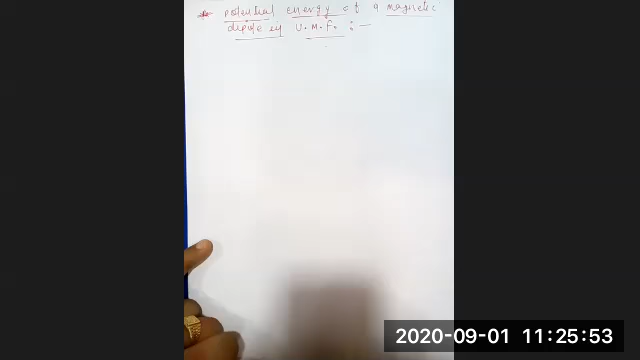 * potential energy of a magnetic
dipole in U.M.F. :-
2020-09-01 11:25:53